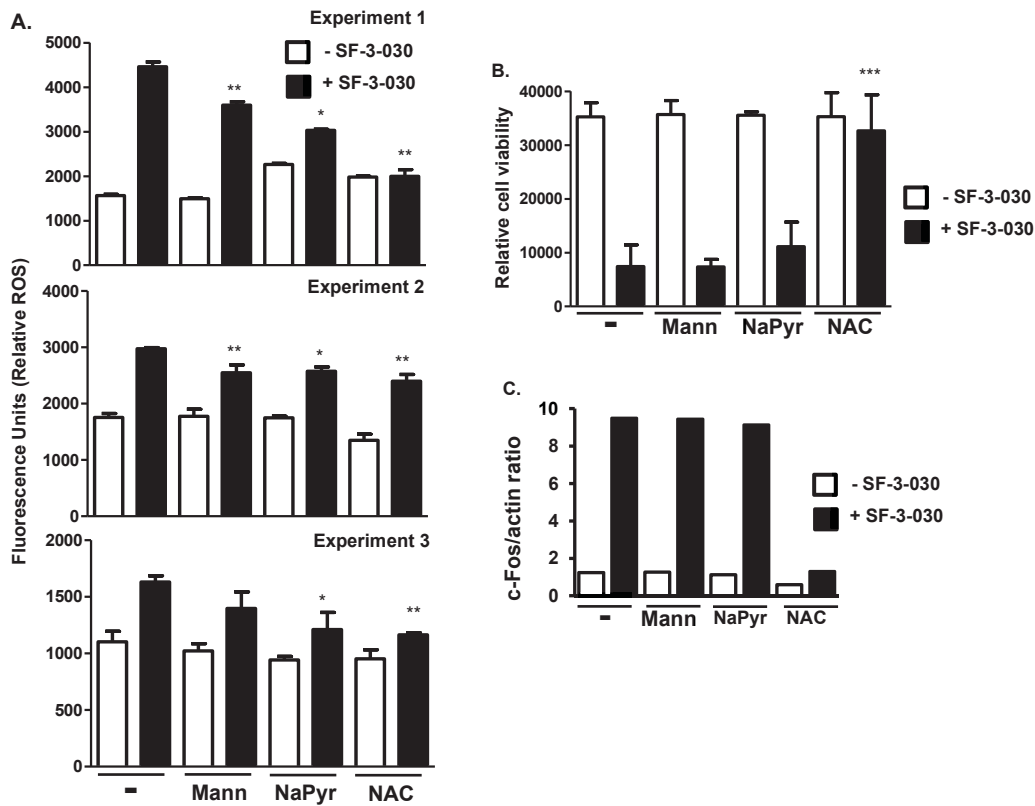 A.
Experiment 1
- SF-3-030
+ SF-3-030
5000
4000
3000
2000
1000
0
**
*
**
Experiment 2
4000
3000
2000
1000
0
**
*
**
Experiment 3
2000
1500
1000
500
0
*
**
Fluorescence Units (Relative ROS)
- Mann NaPyr NAC
B.
Relative cell viability
40000
30000
20000
10000
0
***
- SF-3-030
+ SF-3-030
- Mann NaPyr NAC
C.
c-Fos/actin ratio
10
8
6
4
2
0
- SF-3-030
+ SF-3-030
- Mann NaPyr NAC